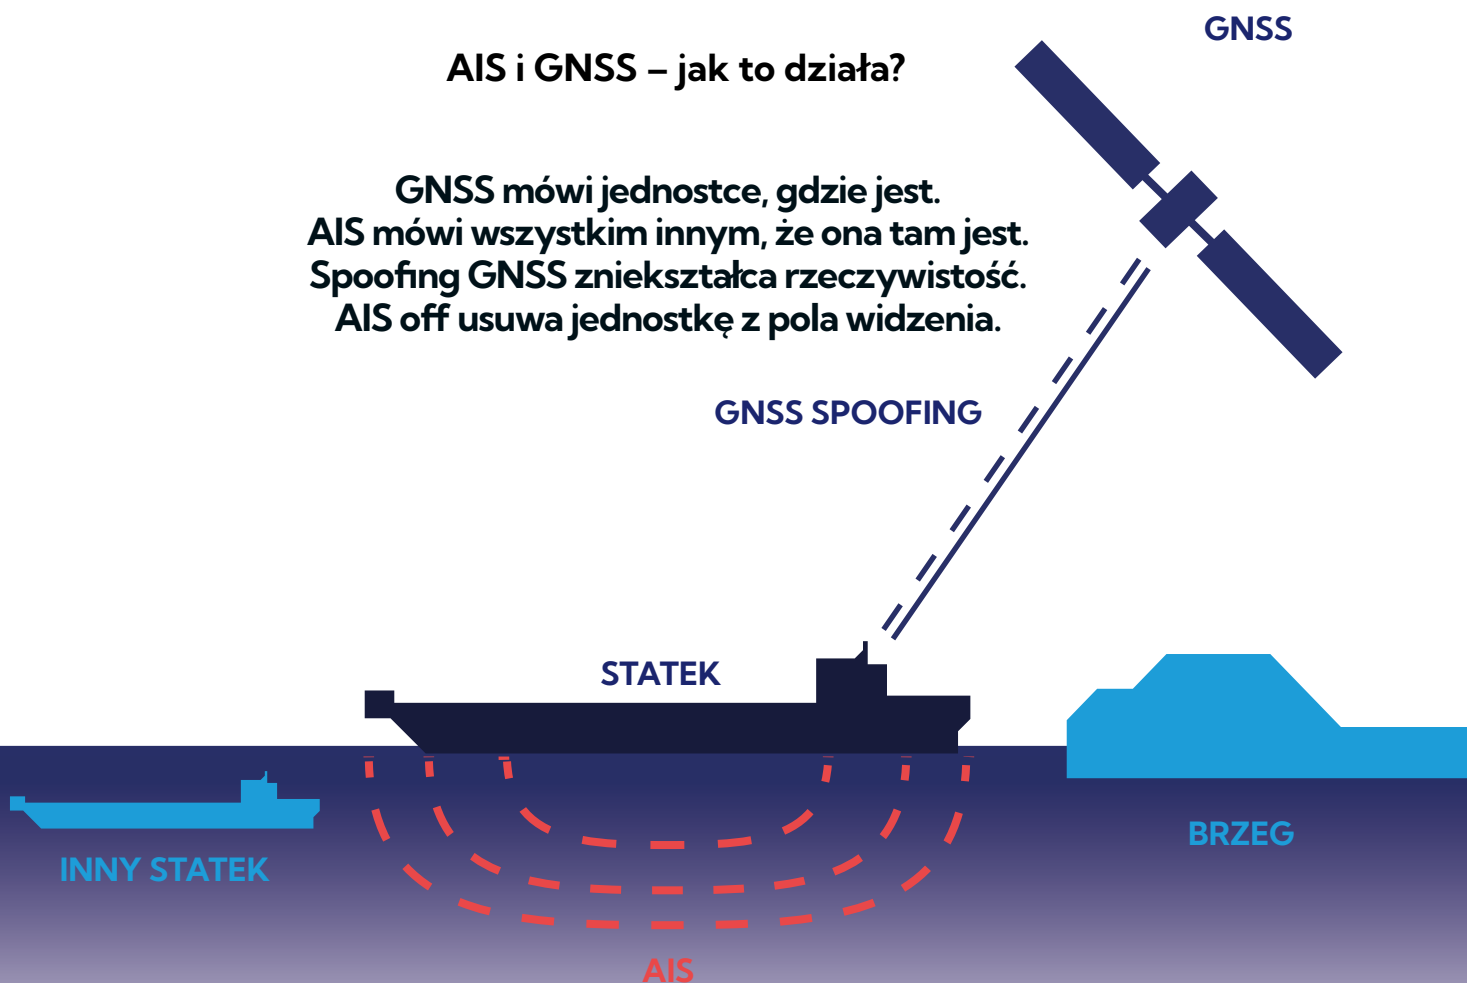 GNSS
AIS i GNSS – jak to działa?
GNSS mówi jednostce, gdzie jest.
AIS mówi wszystkim innym, że ona tam jest.
Spoofing GNSS zniekształca rzeczywistość.
AIS off usuwa jednostkę z pola widzenia.
GNSS SPOOFING
STATEK
BRZEG
INNY STATEK
AIS